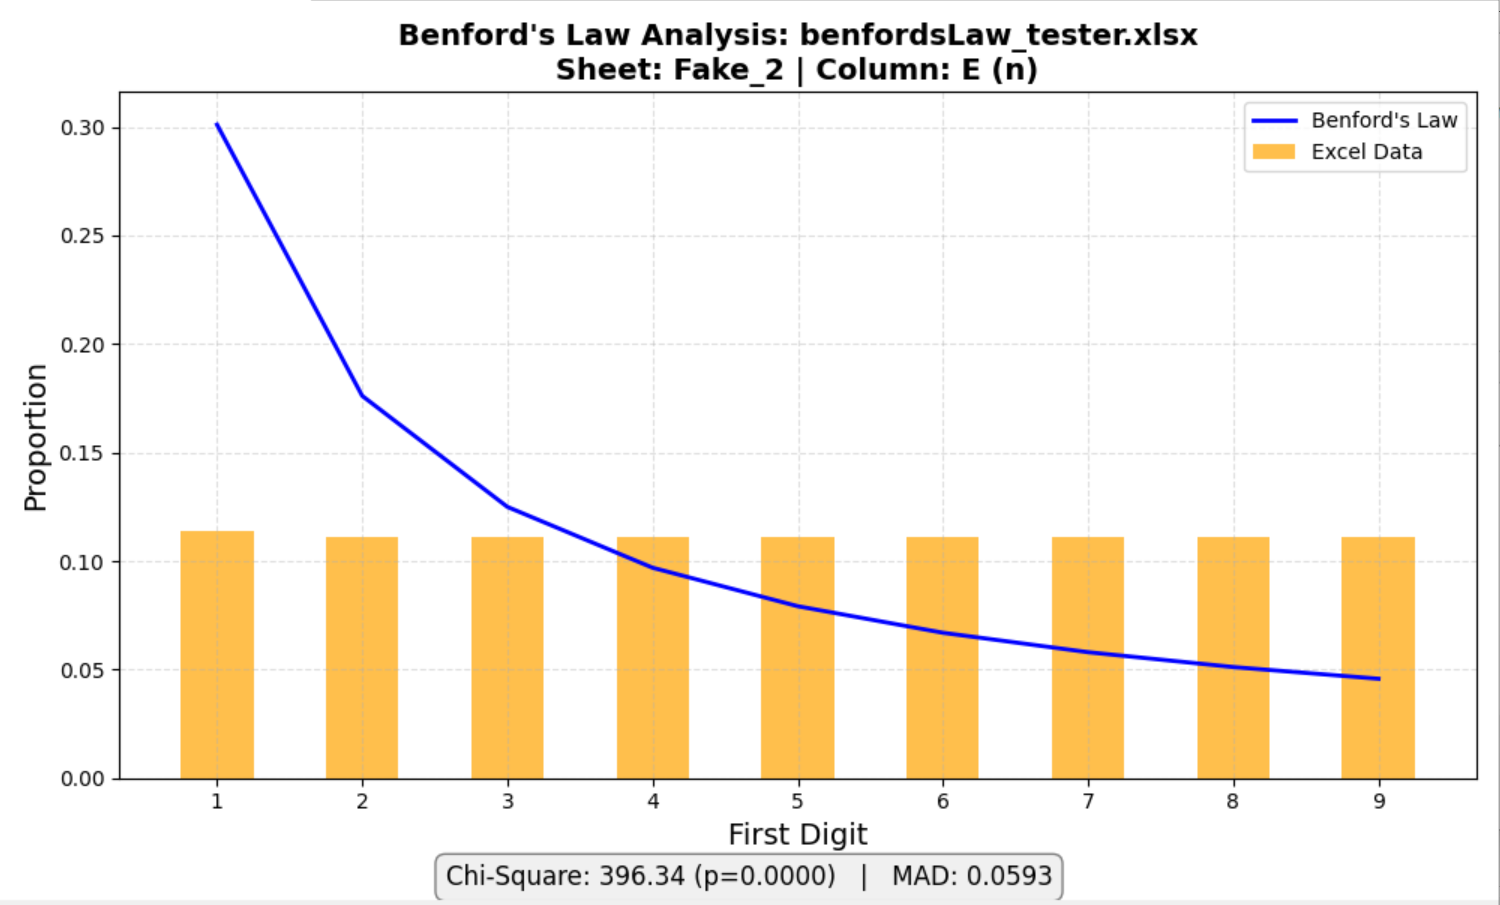 Benford's Law Analysis: benfordsLaw_tester.xlsx
Sheet: Fake_2 | Column: E (n)
Benford's Law
Excel Data
Proportion
0.30
0.25
0.20
0.15
0.10
0.05
0.00
1 2 3 4 5 6 7 8 9
First Digit
Chi-Square: 396.34 (p=0.0000) | MAD: 0.0593